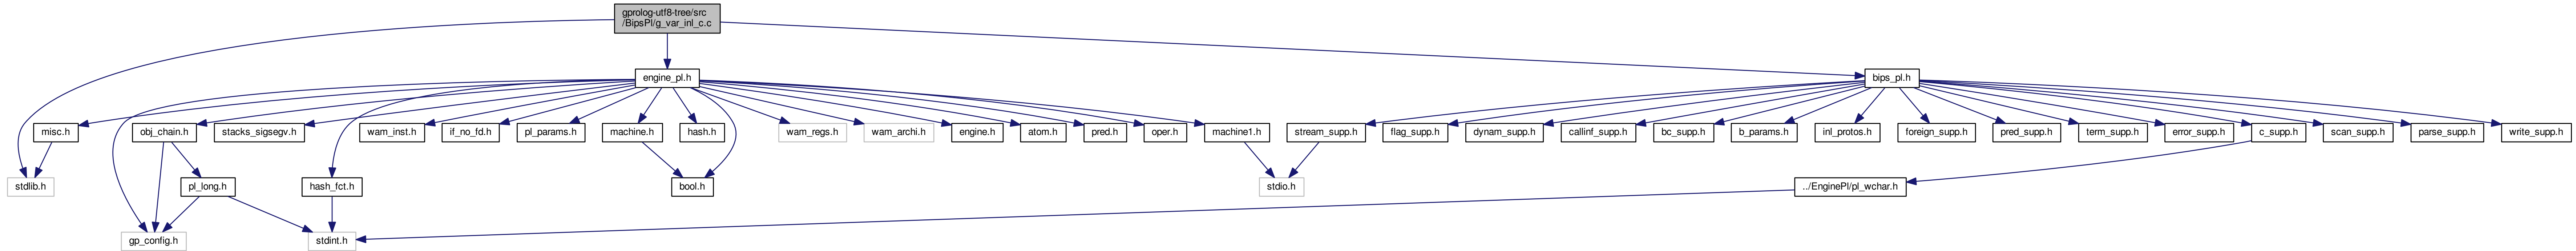 gprolog-utf8-tree/src
/BipsPl/g_var_inl_c.c
engine_pl.h
bips_pl.h
misc.h
obj_chain.h
stacks_sigsegv.h
wam_inst.h
if_no_fd.h
pl_params.h
machine.h
hash.h
wam_regs.h
wam_archi.h
engine.h
atom.h
pred.h
oper.h
machine1.h
stream_supp.h
flag_supp.h
dynam_supp.h
callinf_supp.h
bc_supp.h
b_params.h
inl_protos.h
foreign_supp.h
pred_supp.h
term_supp.h
error_supp.h
c_supp.h
scan_supp.h
parse_supp.h
write_supp.h
stdlib.h
pl_long.h
hash_fct.h
bool.h
stdio.h
../EnginePl/pl_wchar.h
gp_config.h
stdint.h